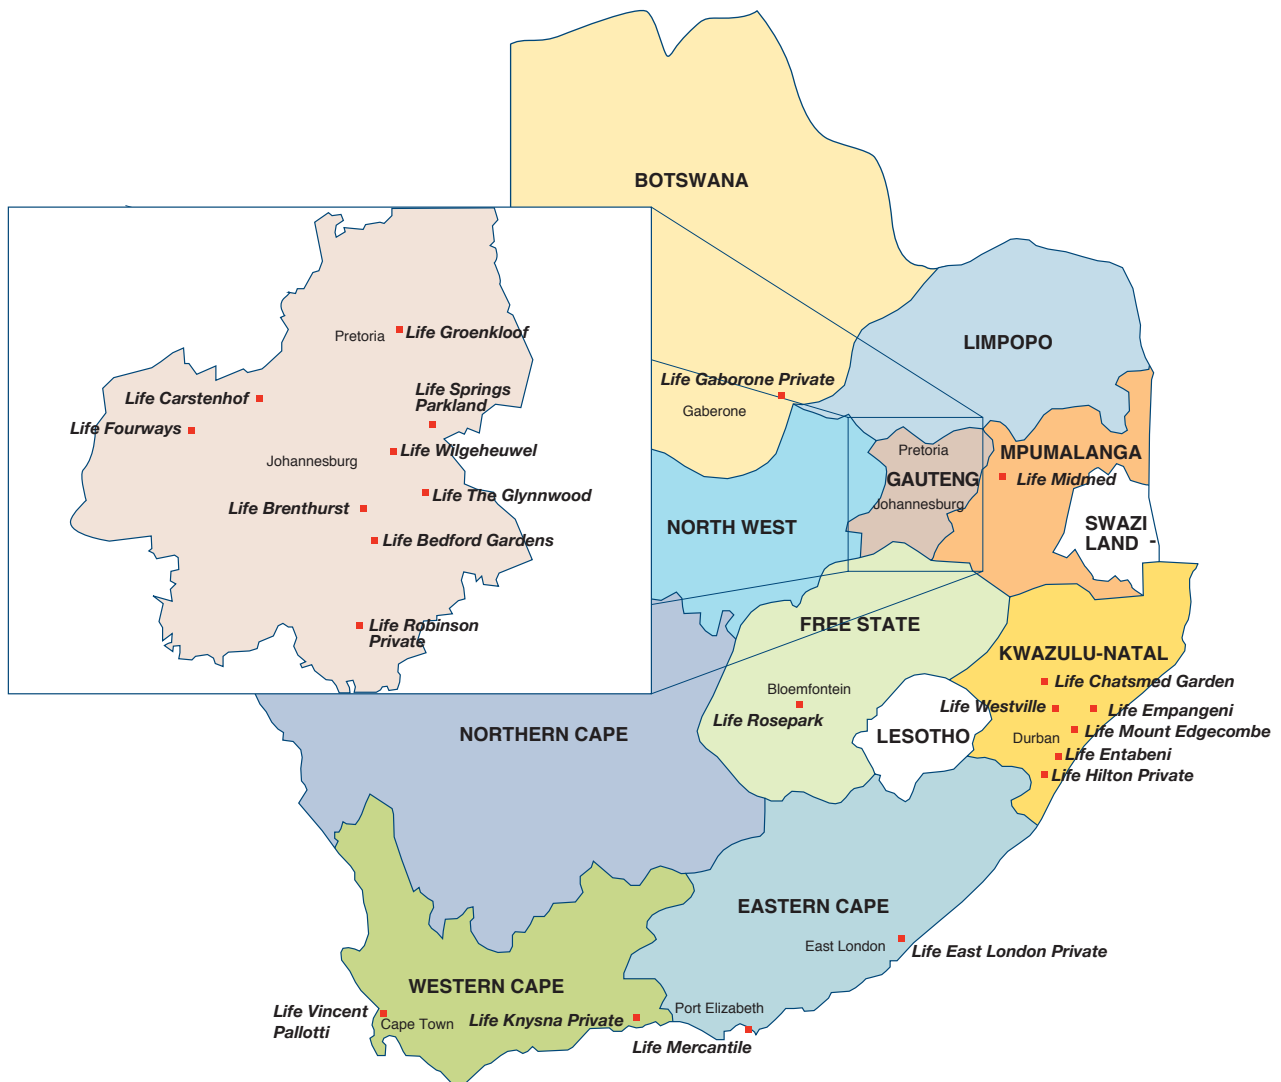 BOTSWANA
Life Groenkloof
Pretoria
LIMPOPO
Life Gaborone Private
Gaberone
Life Springs
Parkland
Life Carstenhof
Life Fourways
Life Wilgeheuwel
Johannesburg
Life The Glynnwood
Life Brenthurst
Life Bedford Gardens
Life Robinson
Private
Pretoria
GAUTENG
Johannesburg
MPUMALANGA
Life Midmed
NORTH WEST
SWAZI
LAND -
FREE STATE
KWAZULU-NATAL
Life Chatsmed Garden
Bloemfontein
Life Rosepark
Life Westville
Life Empangeni
Life Mount Edgecombe
Durban
LESOTHO
NORTHERN CAPE
Life Entabeni
Life Hilton Private
EASTERN CAPE
East London
Life East London Private
WESTERN CAPE
Life Vincent
Pallotti
Cape Town
Life Knysna Private
Port Elizabeth
Life Mercantile